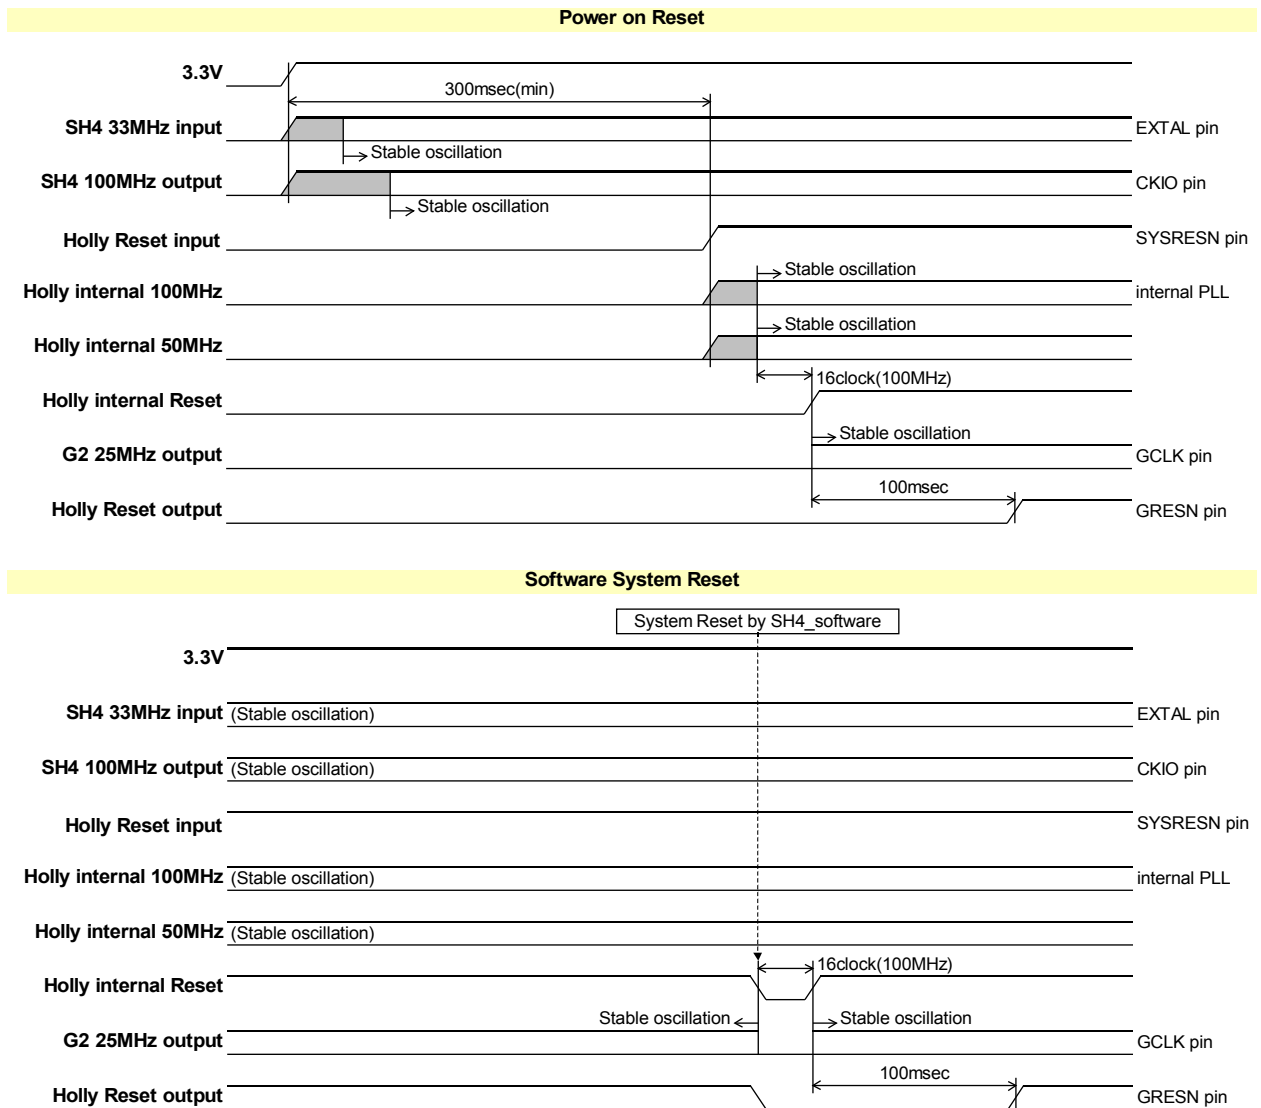 Power on Reset
3.3V
300msec(min)
SH4 33MHz input
EXTAL pin
Stable oscillation
SH4 100MHz output
CKIO pin
Stable oscillation
Holly Reset input
SYSRESN pin
Stable oscillation
Holly internal 100MHz
internal PLL
Stable oscillation
Holly internal 50MHz
16clock(100MHz)
Holly internal Reset
Stable oscillation
G2 25MHz output
GCLK pin
100msec
Holly Reset output
GRESN pin
Software System Reset
System Reset by SH4_software
3.3V
SH4 33MHz input (Stable oscillation)
EXTAL pin
SH4 100MHz output (Stable oscillation)
CKIO pin
Holly Reset input
SYSRESN pin
Holly internal 100MHz (Stable oscillation)
internal PLL
Holly internal 50MHz (Stable oscillation)
16clock(100MHz)
Holly internal Reset
Stable oscillation
Stable oscillation
G2 25MHz output
GCLK pin
100msec
Holly Reset output
GRESN pin